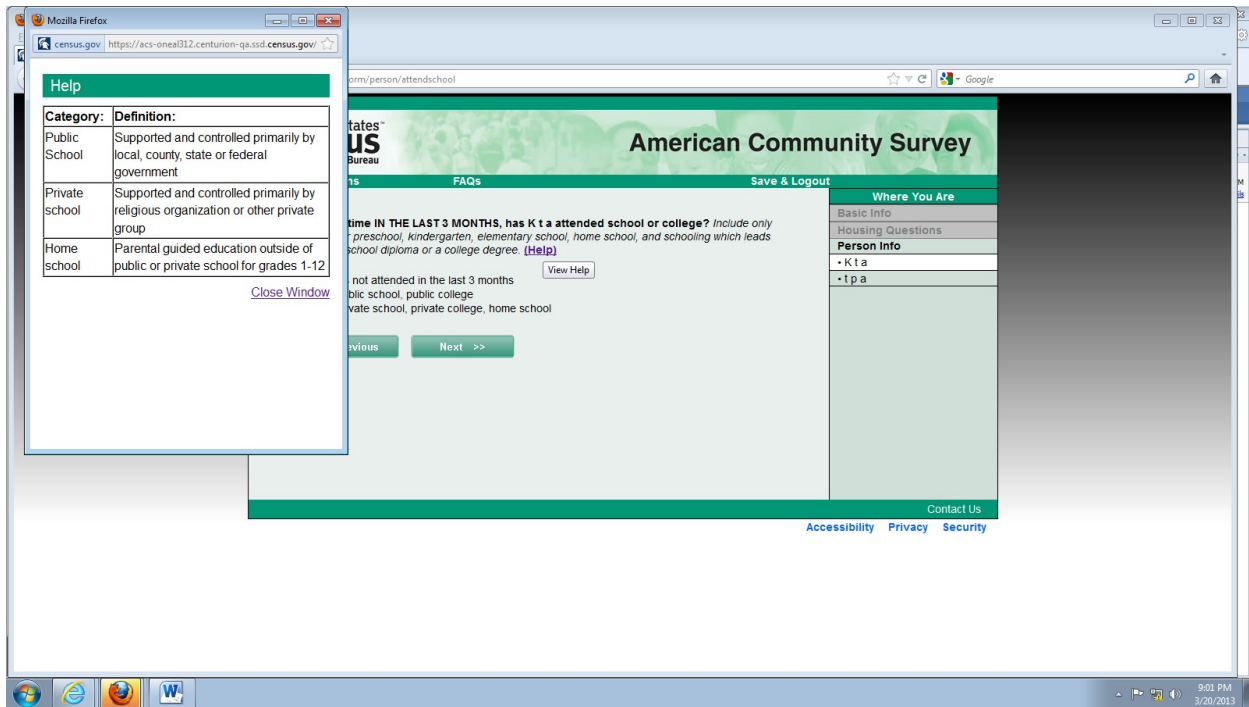 Mozilla Firefox
census.gov https://acs-oneal312.centurion-qa.ssd.census.gov/
Help
Category: Definition:
Public School
Supported and controlled primarily by
local, county, state or federal
government
Private school
Supported and controlled primarily by
religious organization or other private
group
Home school
Parental guided education outside of
public or private school for grades 1-12
Close Window
orm/person/attendschool
Google
tates™
US
Bureau
American Community Survey
ns FAQs Save & Logout
time IN THE LAST 3 MONTHS, has K t a attended school or college? Include only
preschool, kindergarten, elementary school, home school, and schooling which leads
school diploma or a college degree. (Help)
View Help
not attended in the last 3 months
blic school, public college
vate school, private college, home school
evious Next >>
Where You Are
Basic Info
Housing Questions
Person Info
• K t a
• t p a
Contact Us
Accessibility Privacy Security
9:01 PM
3/20/2013